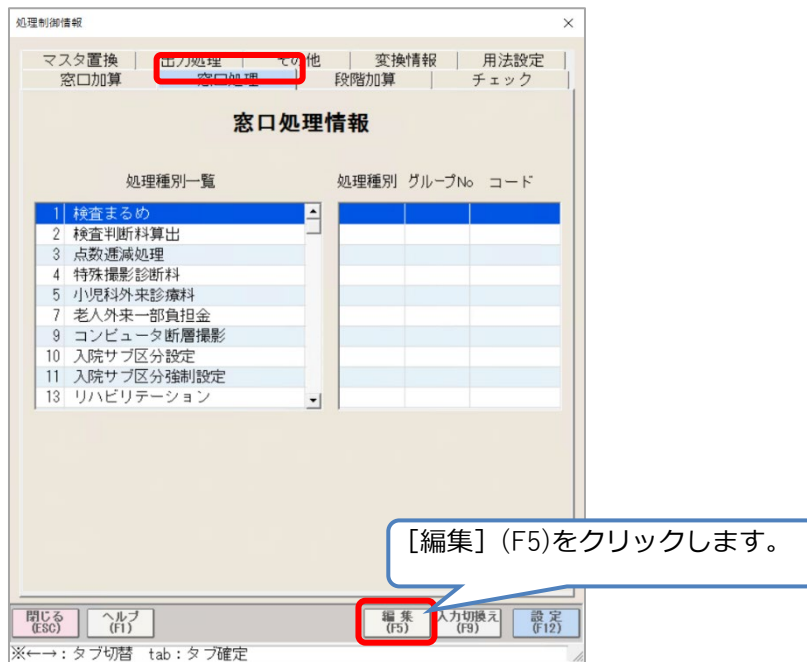 処理制御情報
マスタ置換 出力処理 その他 変換情報 用法設定
窓口加算 窓口処理 段階加算 チェック
窓口処理情報
処理種別一覧 処理種別 グループNo コード
1 検査まるめ
2 検査判断料算出
3 点数逓減処理
4 特殊撮影診断料
5 小児科外来診療料
7 老人外来一部負担金
9 コンピュータ断層撮影
10 入院サブ区分設定
11 入院サブ区分強制設定
13 リハビリテーション
［編集］(F5)をクリックします。
閉じる (ESC) ヘルプ (F1) 編集 (F5) 入力切換え (F9) 設定 (F12)
※←→：タブ切替 tab：タブ確定